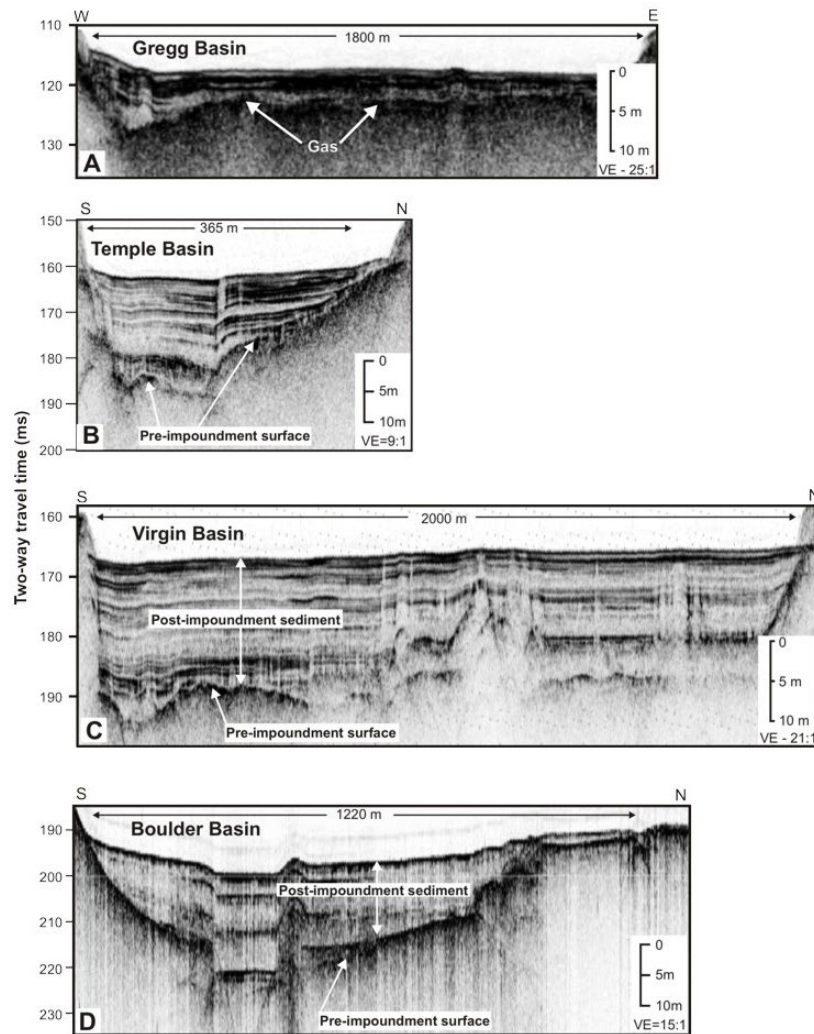 Two-way travel time (ms)
W
E
110
120
130
1800 m
Gregg Basin
Gas
0
5 m
10 m
VE - 25:1
A
S
N
150
160
170
180
190
200
365 m
Temple Basin
Pre-impoundment surface
0
5m
10m
VE=9:1
B
S
N
160
170
180
190
2000 m
Virgin Basin
Post-impoundment sediment
Pre-impoundment surface
0
5 m
10 m
VE - 21:1
C
S
N
190
200
210
220
230
1220 m
Boulder Basin
Post-impoundment sediment
Pre-impoundment surface
0
5m
10m
VE=15:1
D